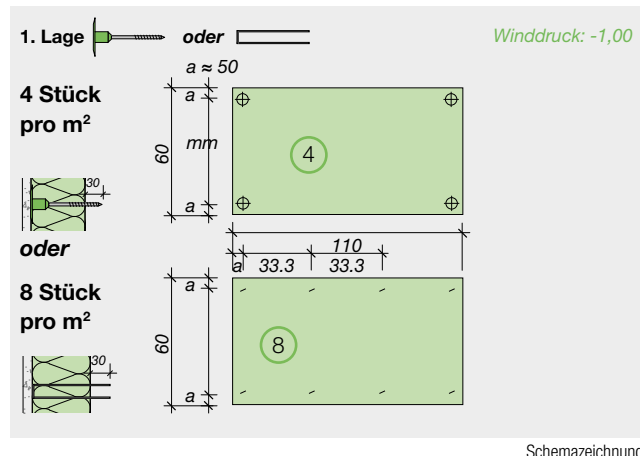 1. Lage oder Winddruck: -1,00
a ≈ 50
4 Stück
pro m²
a
60
mm
4
a
30
oder
110
a 33.3 33.3
8 Stück
pro m²
a
60
8
a
30
Schemazeichnung